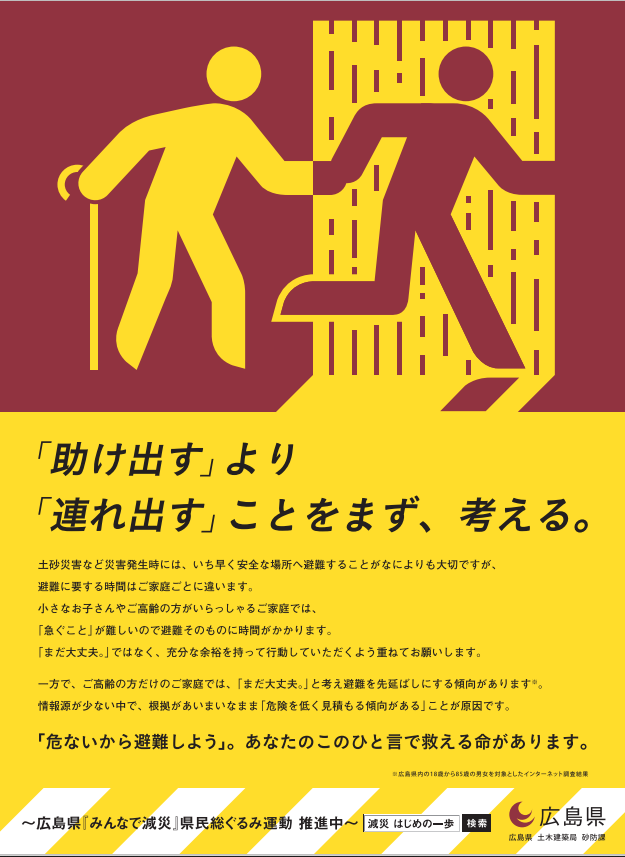 「助け出す」より
「連れ出す」ことをまず、考える。
土砂災害など災害発生時には、いち早く安全な場所へ避難することがなによりも大切ですが、
避難に要する時間はご家庭ごとに違います。
小さなお子さんやご高齢の方がいらっしゃるご家庭では、
「急ぐこと」が難しいので避難そのものに時間がかかります。
「まだ大丈夫。」ではなく、充分な余裕を持って行動していただくよう重ねてお願いします。
一方で、ご高齢の方だけのご家庭では、「まだ大丈夫。」と考え避難を先延ばしにする傾向があります※。
情報源が少ない中で、根拠があいまいなまま「危険を低く見積もる傾向がある」ことが原因です。
「危ないから避難しよう」。あなたのこのひと言で救える命があります。
※広島県内の18歳から85歳の男女を対象としたインターネット調査結果
〜広島県『みんなで減災』県民総ぐるみ運動 推進中〜 減災 はじめの一歩 検索
広島県
広島県 土木建築局 砂防課